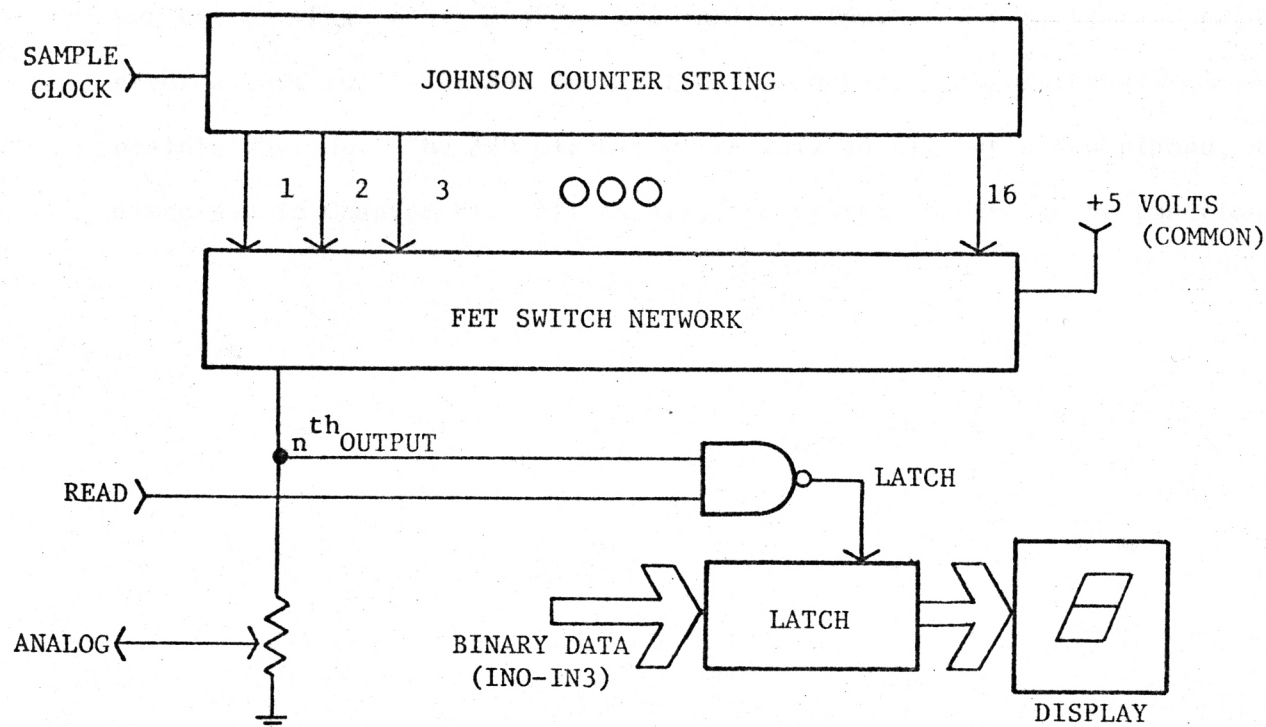 SAMPLE
CLOCK
JOHNSON COUNTER STRING
1
2
3
16
+5 VOLTS
(COMMON)
FET SWITCH NETWORK
nth OUTPUT
READ
LATCH
ANALOG
BINARY DATA
(IN0-IN3)
LATCH
DISPLAY